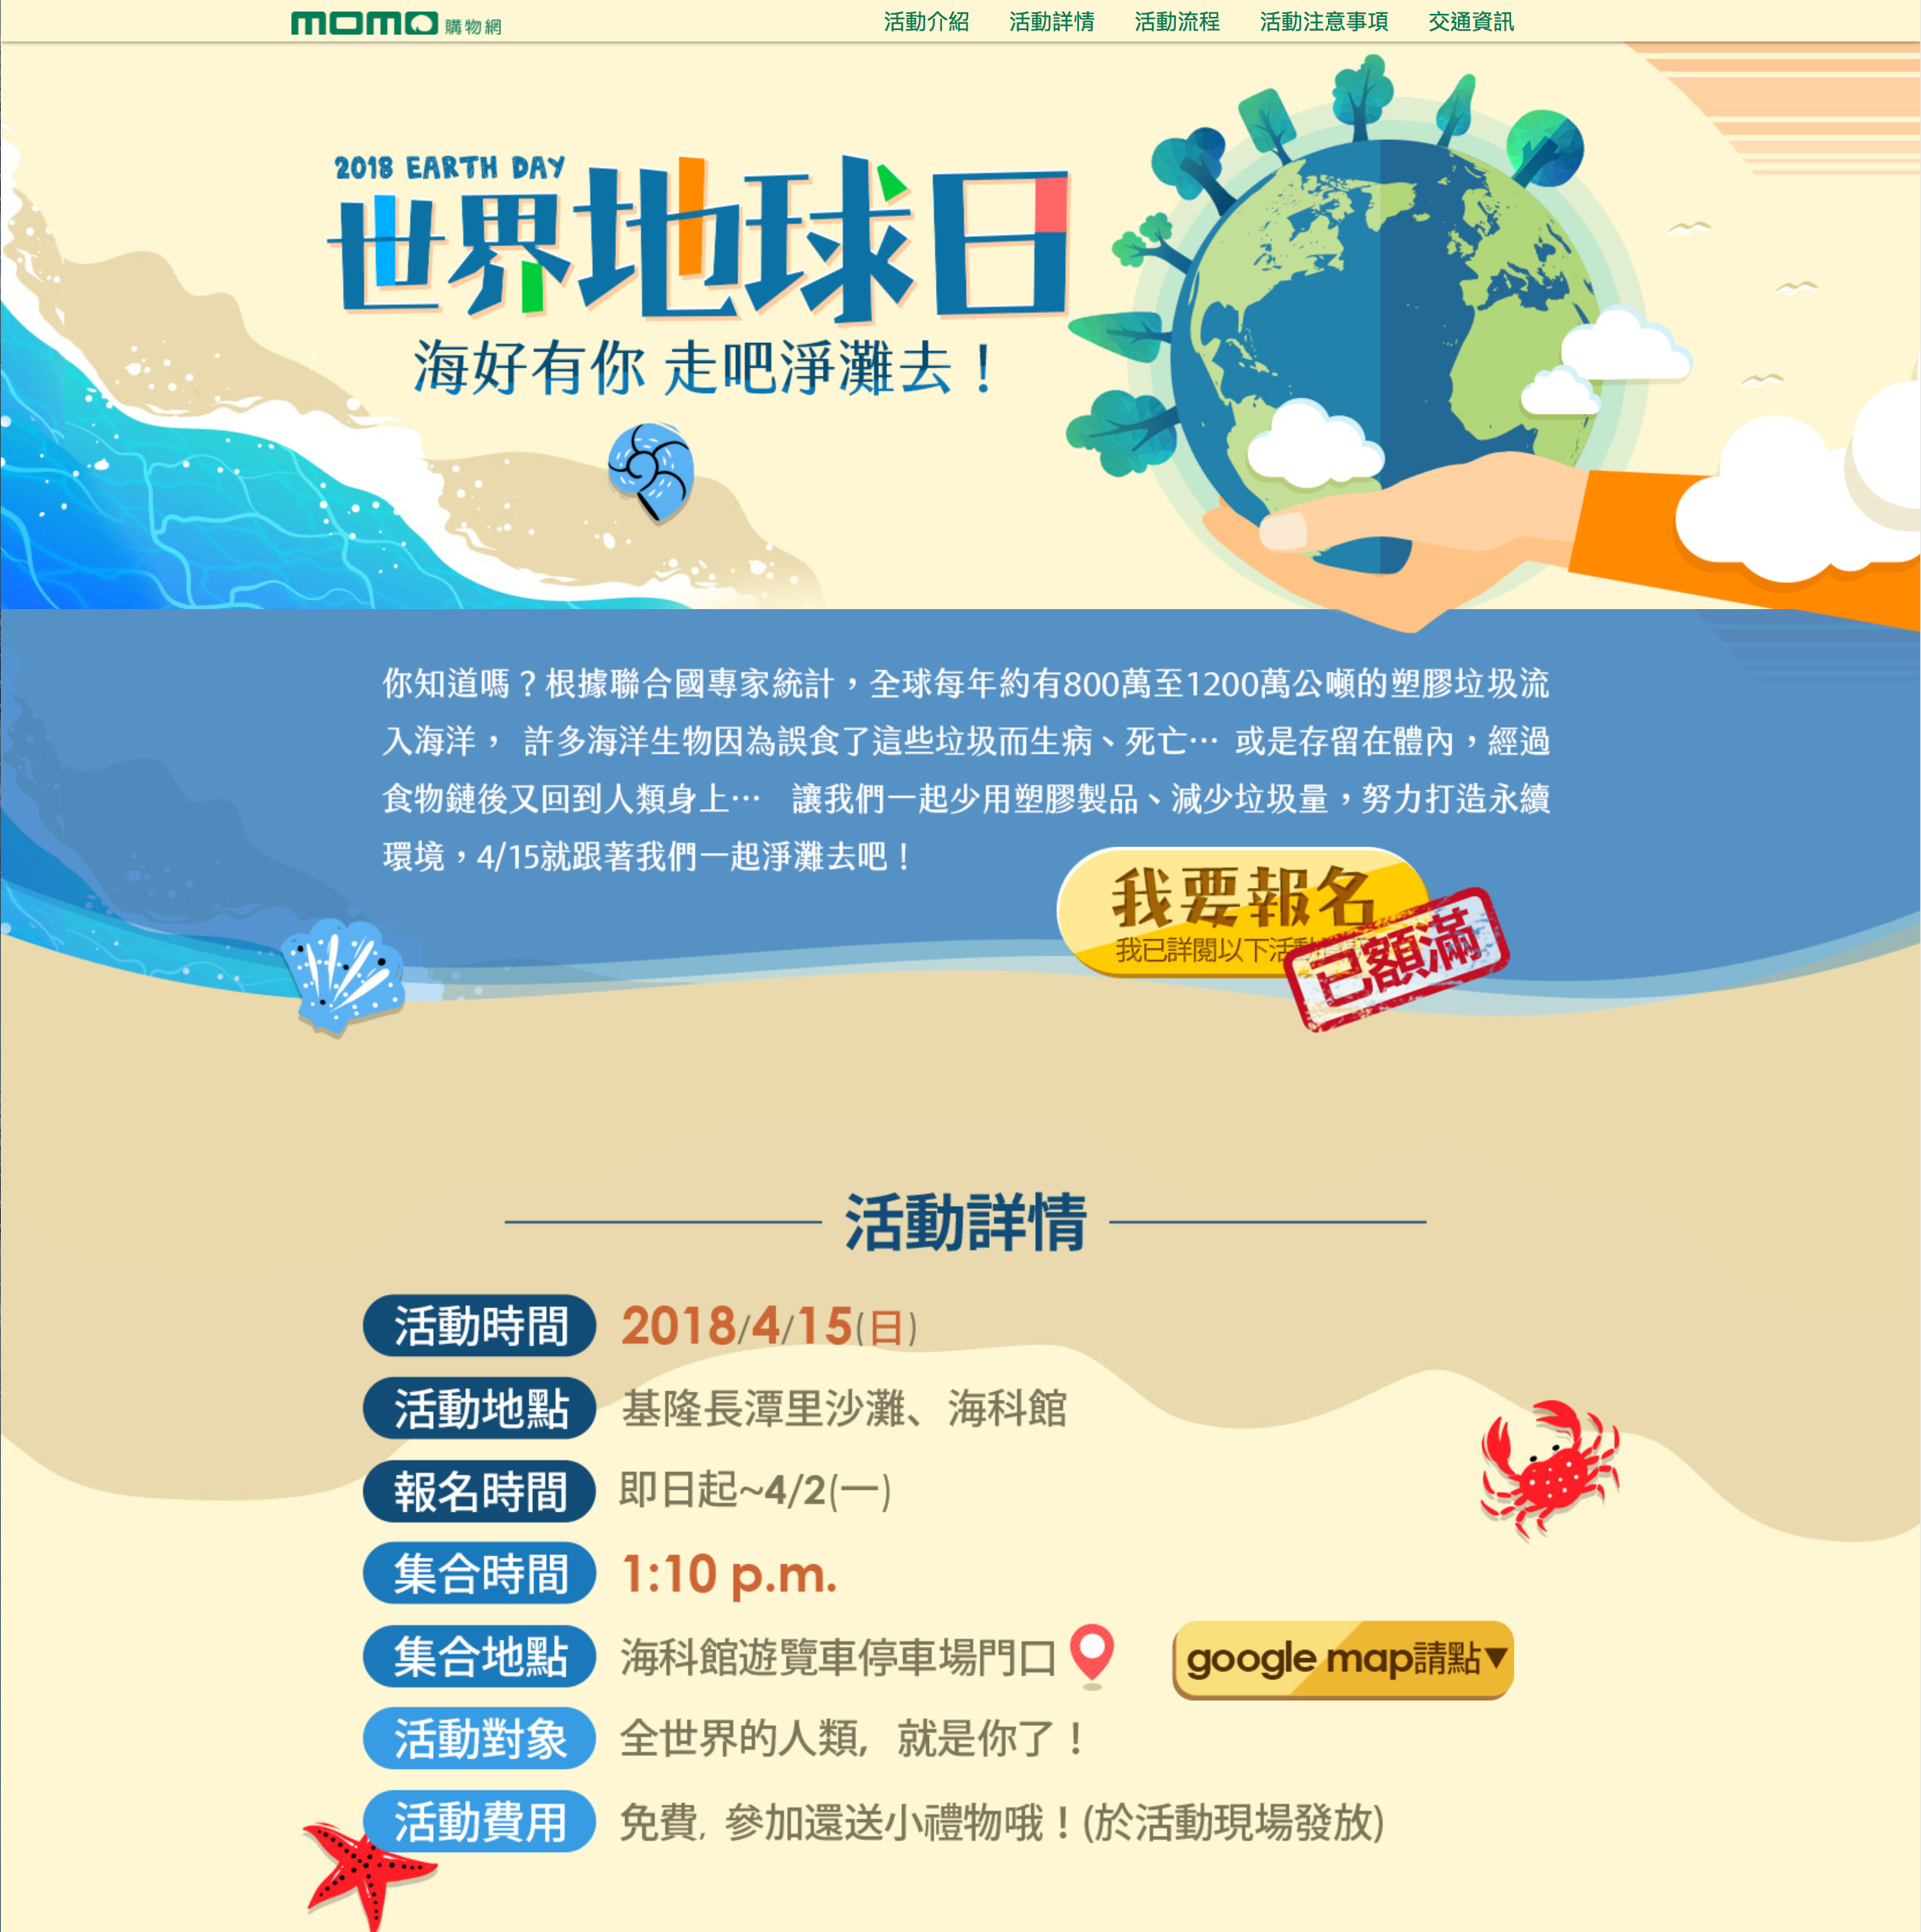 momo 購物網
活動介紹 活動詳情 活動流程 活動注意事項 交通資訊
2018 EARTH DAY
世界地球日
海好有你 走吧淨灘去！
你知道嗎？根據聯合國專家統計，全球每年約有800萬至1200萬公噸的塑膠垃圾流
入海洋， 許多海洋生物因為誤食了這些垃圾而生病、死亡… 或是存留在體內，經過
食物鏈後又回到人類身上… 讓我們一起少用塑膠製品、減少垃圾量，努力打造永續
環境，4/15就跟著我們一起淨灘去吧！
我要報名
我已詳閱以下活動
已額滿
活動詳情
活動時間 2018/4/15(日)
活動地點 基隆長潭里沙灘、海科館
報名時間 即日起~4/2(一)
集合時間 1:10 p.m.
集合地點 海科館遊覽車停車場門口 google map請點▼
活動對象 全世界的人類, 就是你了！
活動費用 免費, 參加還送小禮物哦！(於活動現場發放)